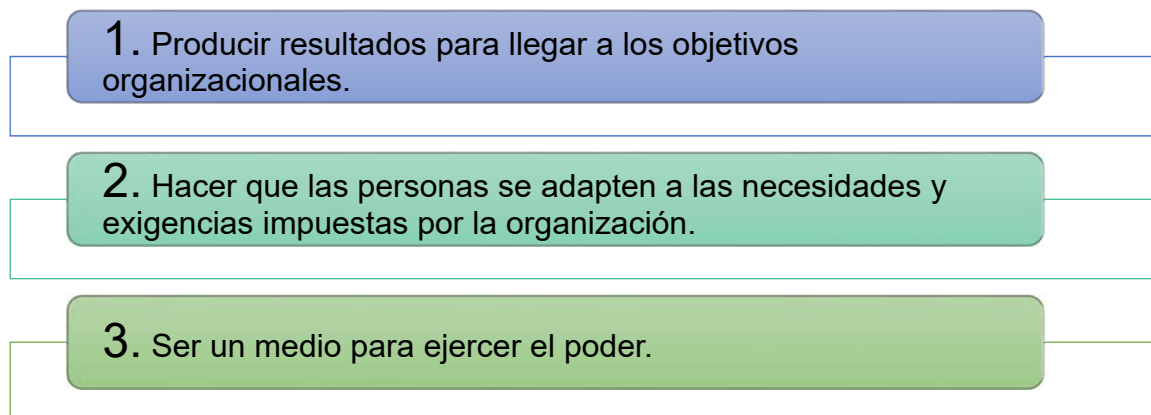 1. Producir resultados para llegar a los objetivos
organizacionales.
2. Hacer que las personas se adapten a las necesidades y
exigencias impuestas por la organización.
3. Ser un medio para ejercer el poder.